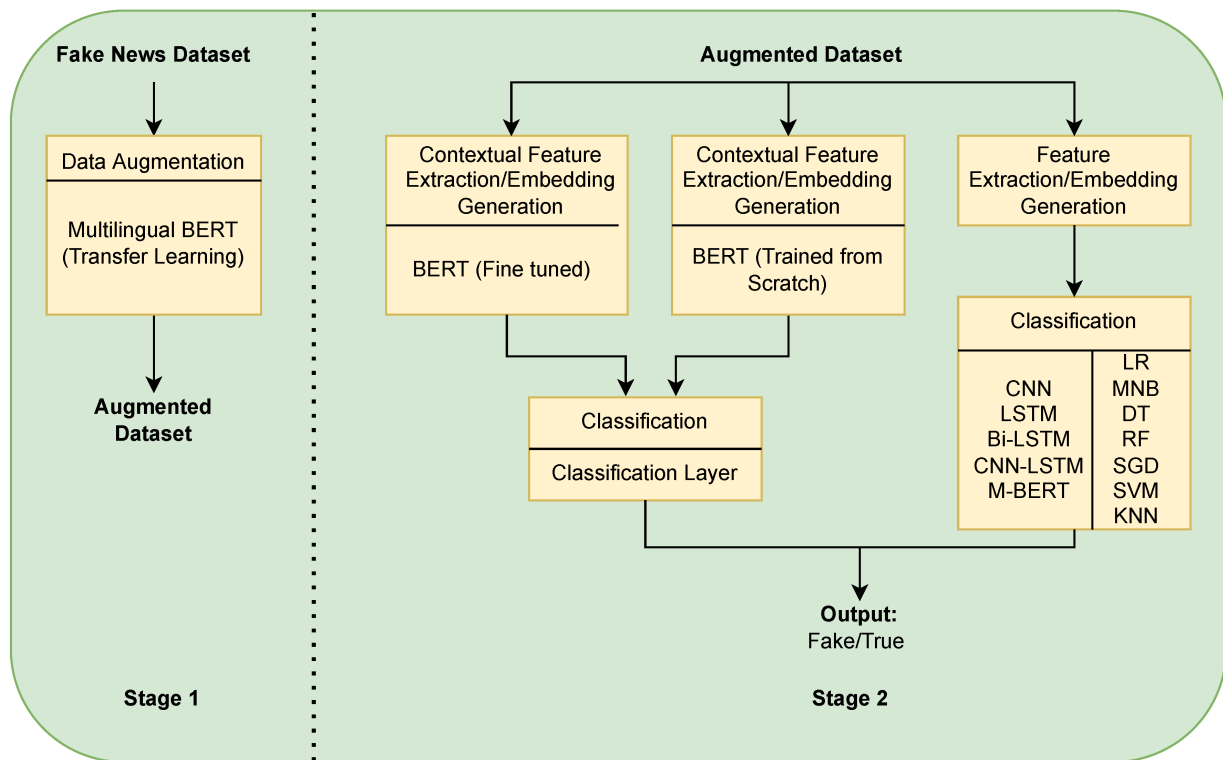 Fake News Dataset
Data Augmentation
Multilingual BERT
(Transfer Learning)
Augmented
Dataset
Stage 1
Augmented Dataset
Contextual Feature
Extraction/Embedding
Generation
BERT (Fine tuned)
Contextual Feature
Extraction/Embedding
Generation
BERT (Trained from
Scratch)
Feature
Extraction/Embedding
Generation
Classification
Classification Layer
Classification
CNN
LSTM
Bi-LSTM
CNN-LSTM
M-BERT
LR
MNB
DT
RF
SGD
SVM
KNN
Output:
Fake/True
Stage 2